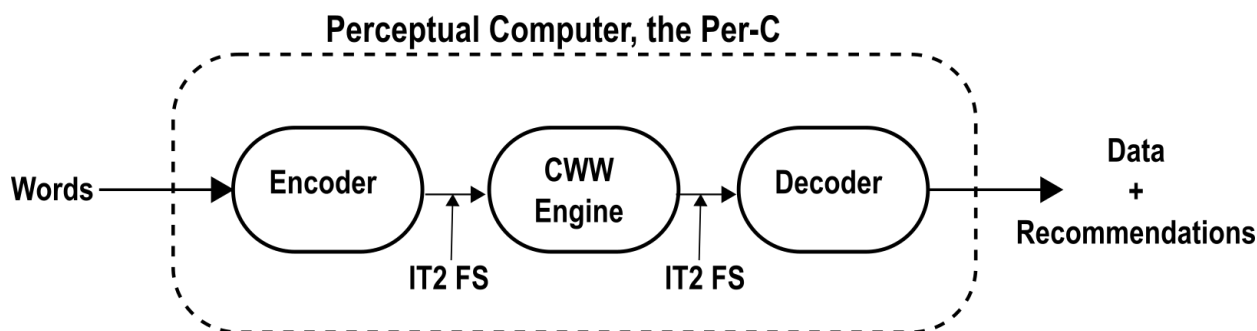 Perceptual Computer, the Per-C
Words
Encoder
CWW
Engine
Decoder
IT2 FS
IT2 FS
Data
+
Recommendations